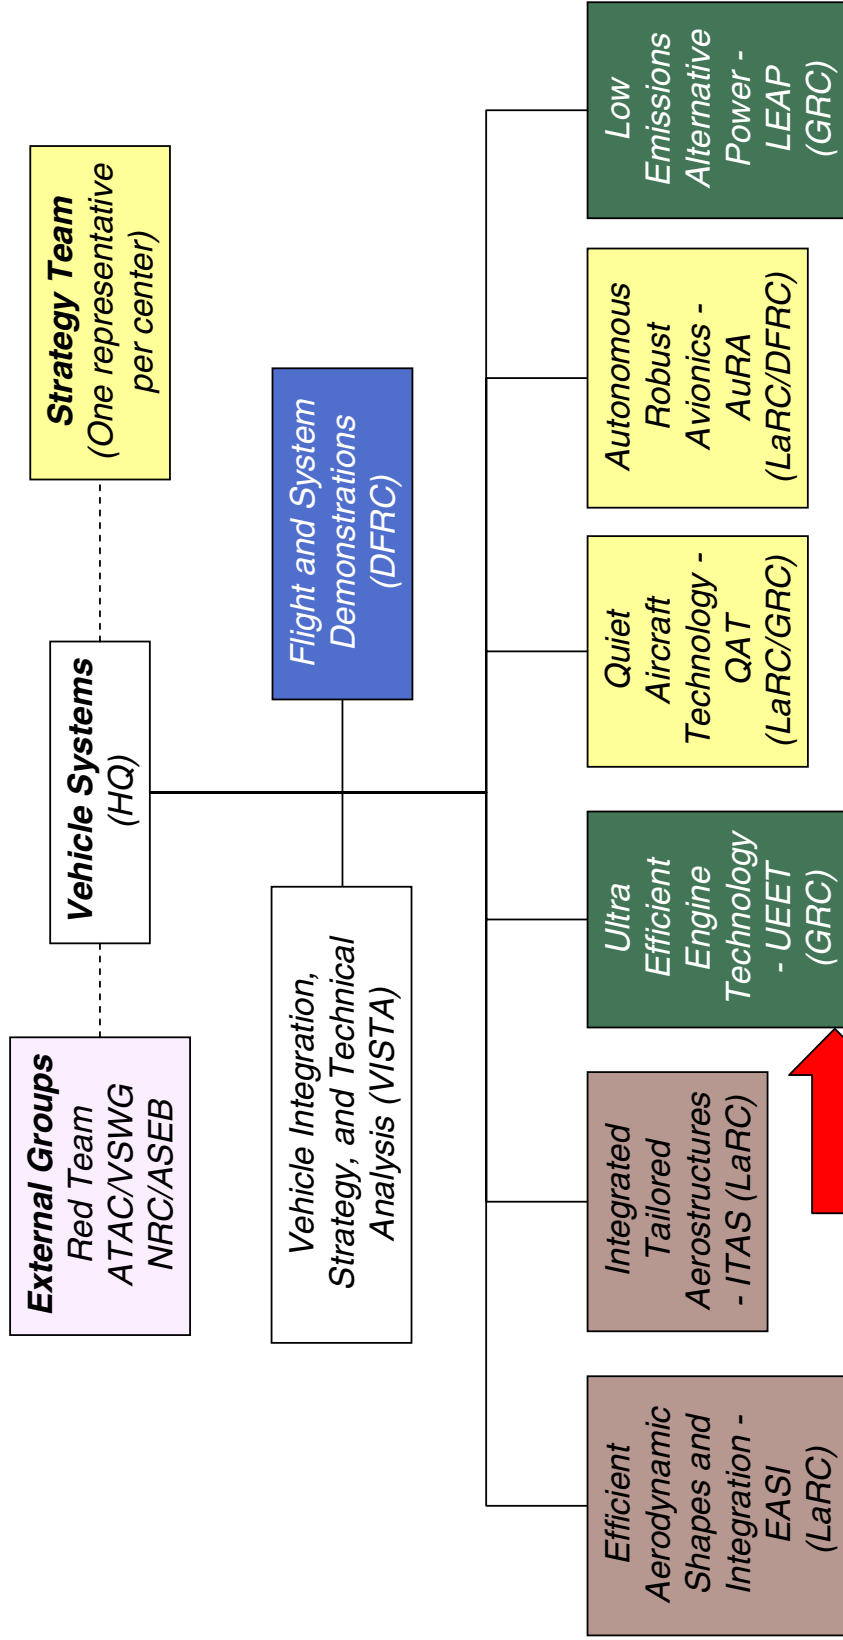 External Groups
Red Team
ATAC/VSWG
NRC/ASEB
Vehicle Systems
(HQ)
Strategy Team
(One representative
per center)
Vehicle Integration,
Strategy, and Technical
Analysis (VISTA)
Flight and System
Demonstrations
(DFRC)
Efficient
Aerodynamic
Shapes and
Integration -
EASI
(LaRC)
Integrated
Tailored
Aerostructures
- ITAS (LaRC)
Ultra
Efficient
Engine
Technology
- UEET
(GRC)
Quiet
Aircraft
Technology -
QAT
(LaRC/GRC)
Autonomous
Robust
Avionics -
AuRA
(LaRC/DFRC)
Low
Emissions
Alternative
Power -
LEAP
(GRC)